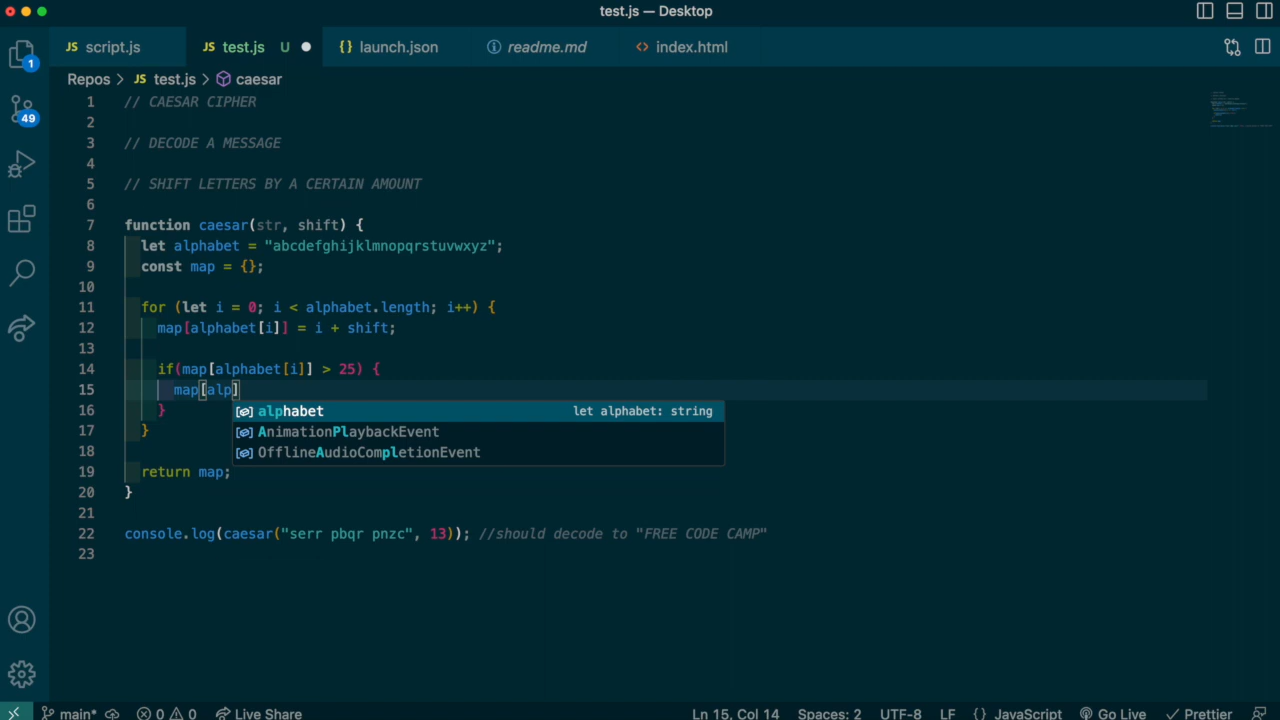 test.js — Desktop
JS script.js JS test.js U {} launch.json readme.md <> index.html
Repos > JS test.js > caesar
1 // CAESAR CIPHER
2
3 // DECODE A MESSAGE
4
5 // SHIFT LETTERS BY A CERTAIN AMOUNT
6
7 function caesar(str, shift) {
8 let alphabet = "abcdefghijklmnopqrstuvwxyz";
9 const map = {};
10
11 for (let i = 0; i < alphabet.length; i++) {
12 map[alphabet[i]] = i + shift;
13
14 if(map[alphabet[i]] > 25) {
15 map[alp]
16 }
alphabet let alphabet: string
17 }
AnimationPlaybackEvent
18
OfflineAudioCompletionEvent
19 return map;
20 }
21
22 console.log(caesar("serr pbqr pnzc", 13)); //should decode to "FREE CODE CAMP"
23
1
49
main* 0 0 Live Share Ln 15, Col 14 Spaces: 2 UTF-8 LF {} JavaScript Go Live Prettier